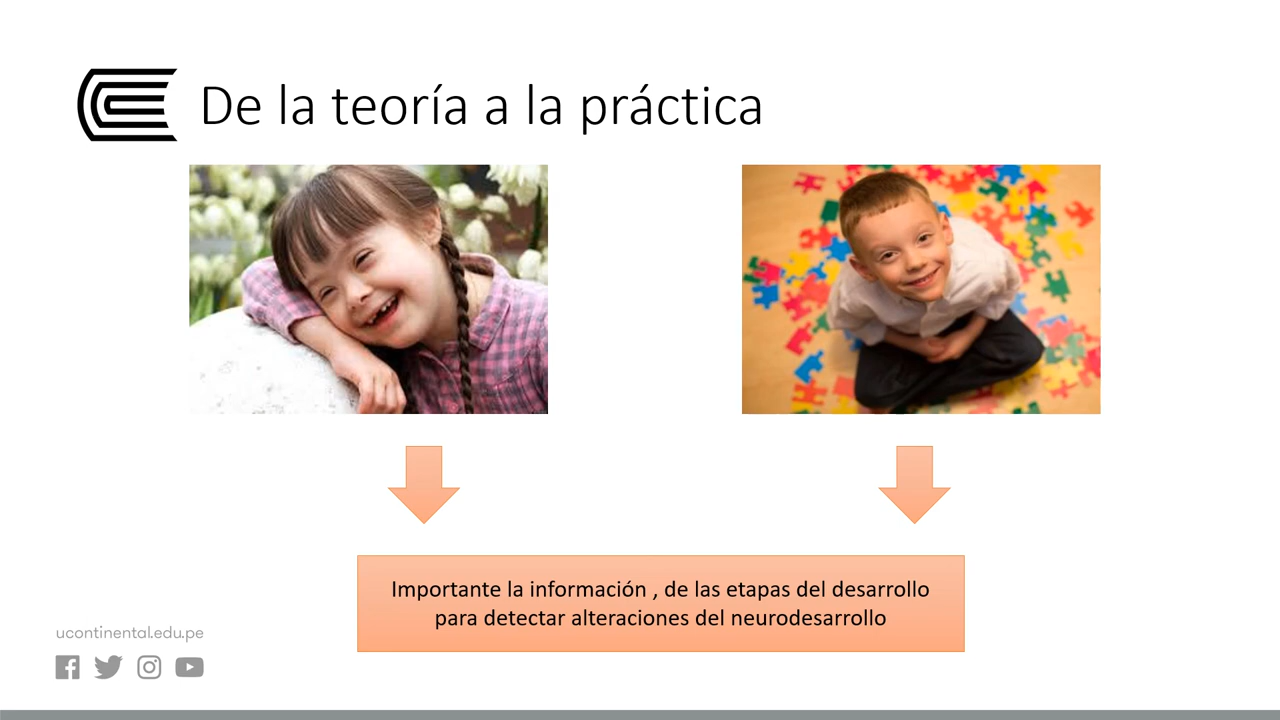 De la teoría a la práctica
Importante la información , de las etapas del desarrollo
para detectar alteraciones del neurodesarrollo
ucontinental.edu.pe